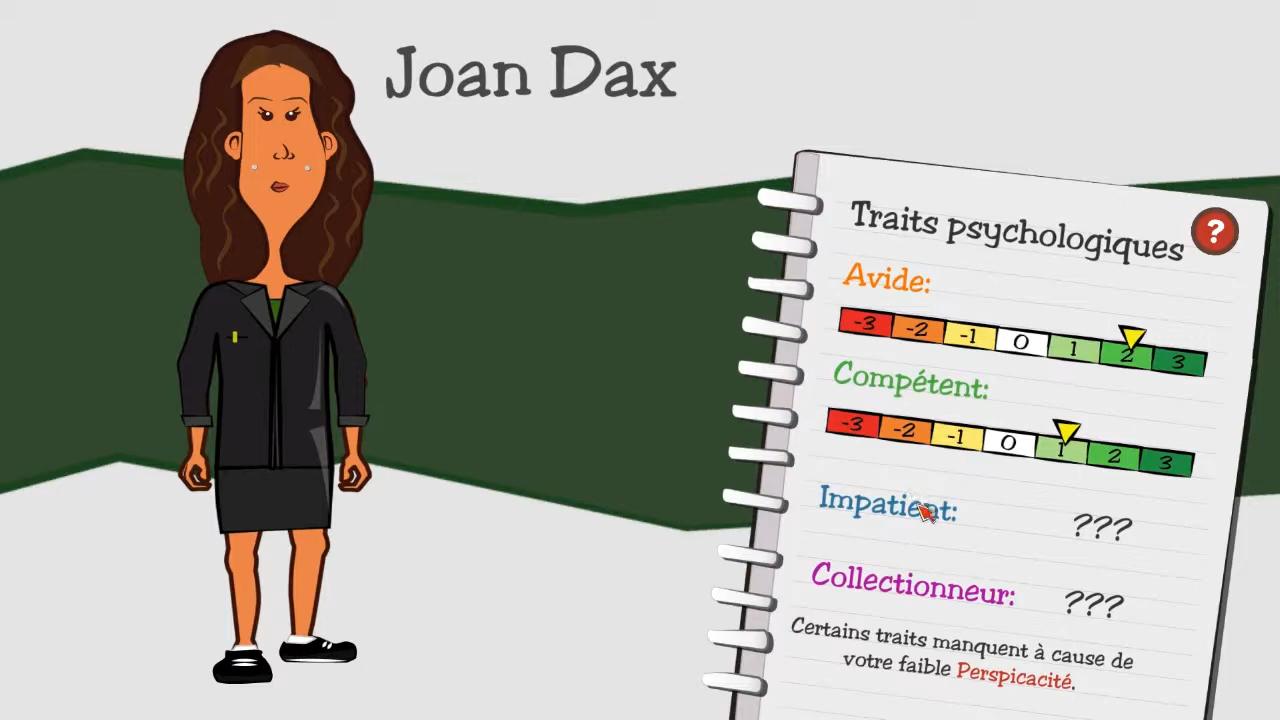 Joan Dax
Traits psychologiques
?
Avide:
-3 -2 -1 0 1 2 3
Compétent:
-3 -2 -1 0 1 2 3
Impatient: ???
Collectionneur: ???
Certains traits manquent à cause de
votre faible Perspicacité.